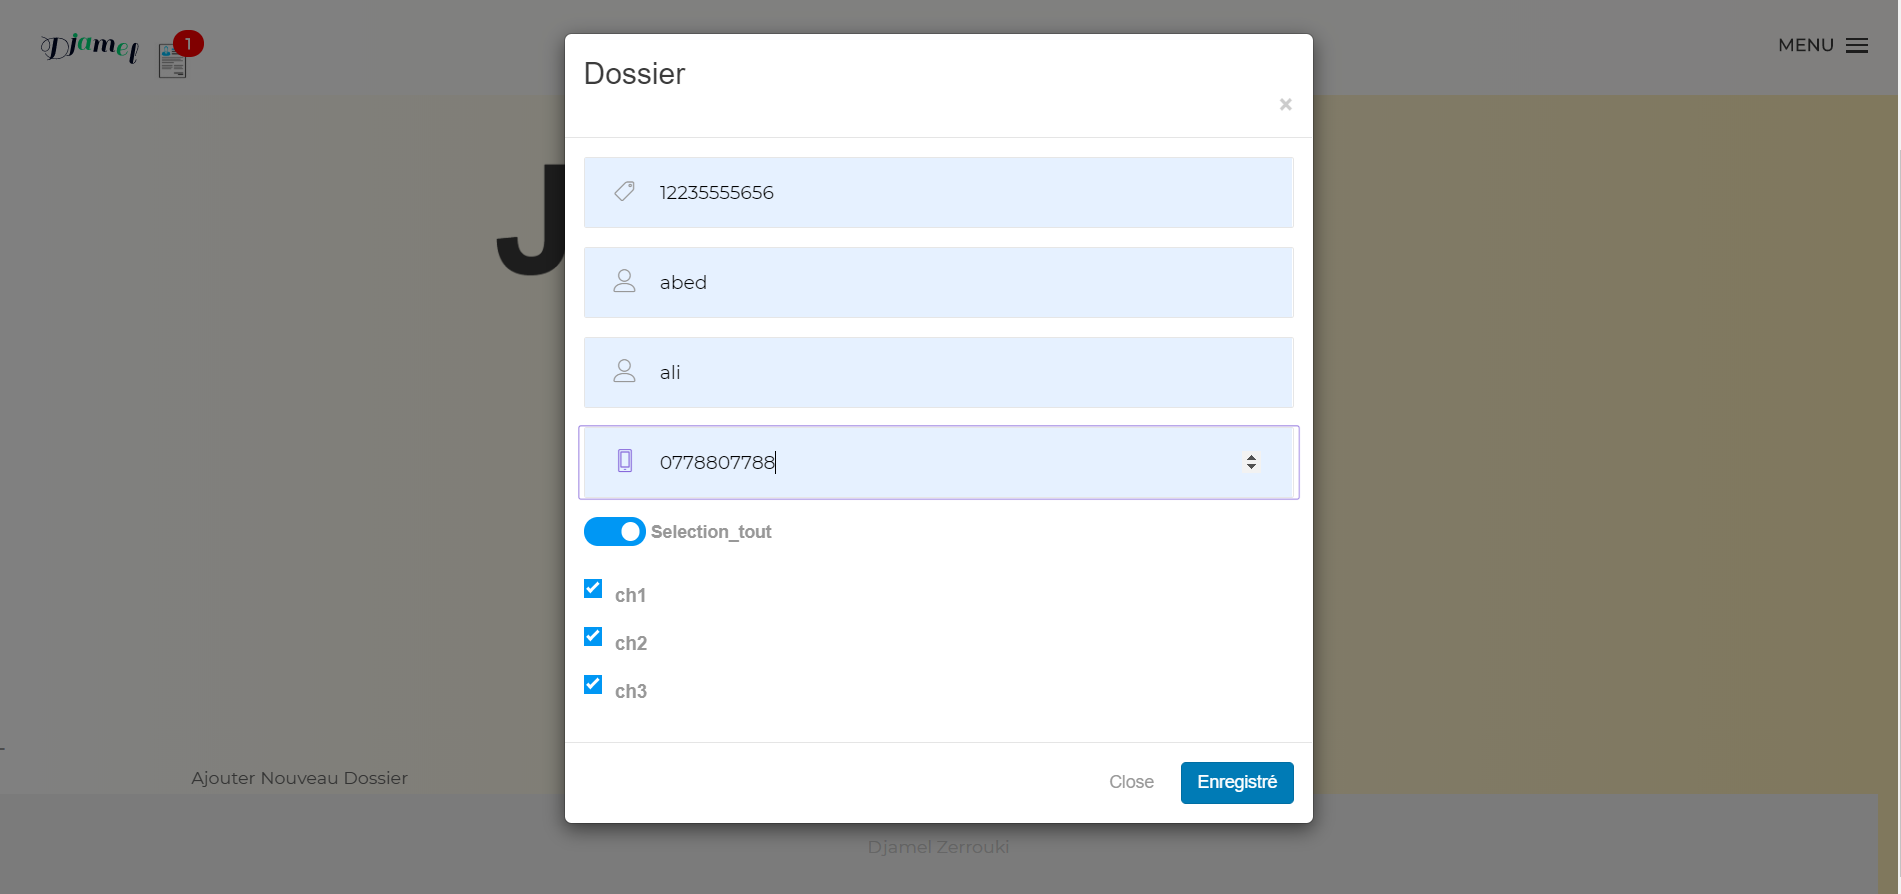 Djamel
1
MENU
Dossier
×
J
12235555656
abed
ali
0778807788
Selection_tout
ch1
ch2
ch3
Ajouter Nouveau Dossier
Close
Enregistré
Djamel Zerrouki